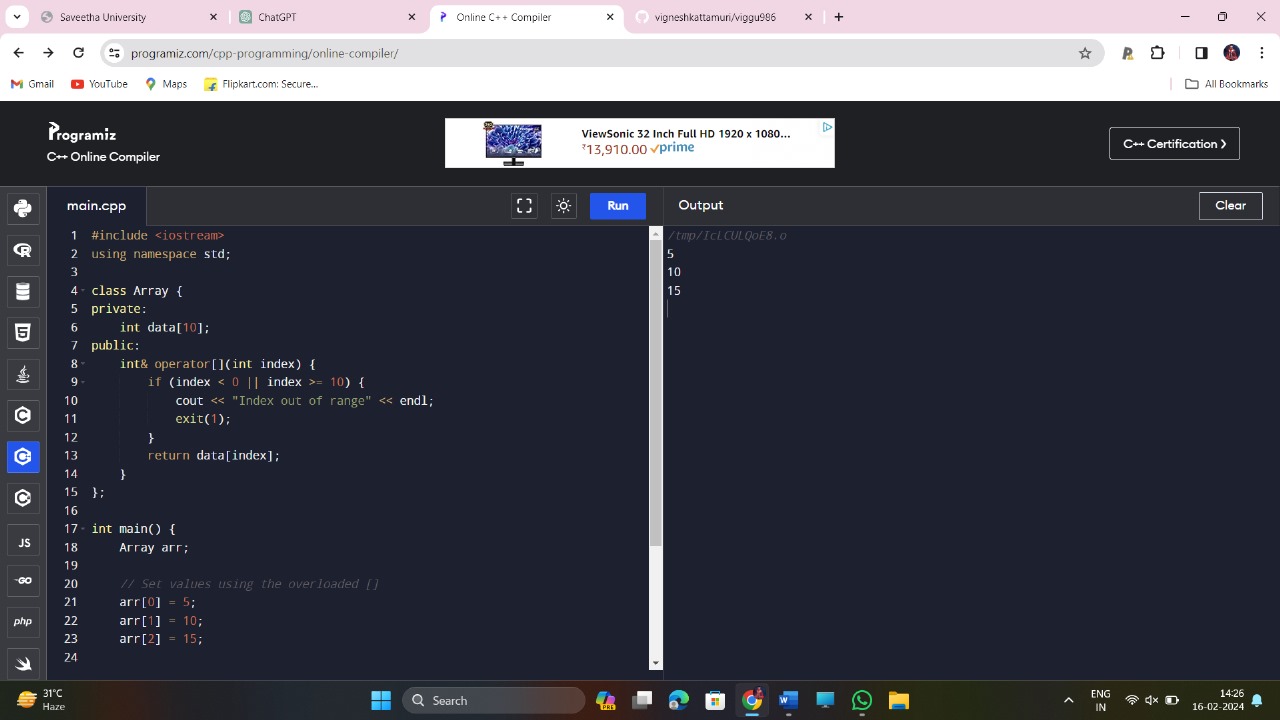 Saveetha University
ChatGPT
Online C++ Compiler
vigneshkattamuri/viggu986
programiz.com/cpp-programming/online-compiler/
Gmail
YouTube
Maps
Flipkart.com: Secure...
All Bookmarks
Programiz
C++ Online Compiler
ViewSonic 32 Inch Full HD 1920 x 1080...
₹13,910.00 prime
C++ Certification
main.cpp
Run
Output
Clear
1 #include <iostream>
2 using namespace std;
3
4 class Array {
5 private:
6     int data[10];
7 public:
8     int& operator[](int index) {
9         if (index < 0 || index >= 10) {
10             cout << "Index out of range" << endl;
11             exit(1);
12         }
13         return data[index];
14     }
15 };
16
17 int main() {
18     Array arr;
19
20     // Set values using the overloaded []
21     arr[0] = 5;
22     arr[1] = 10;
23     arr[2] = 15;
24
/tmp/IcLCULQoE8.o
5
10
15
JS
GO
php
31°C
Haze
Search
PRE
ENG
IN
14:26
16-02-2024